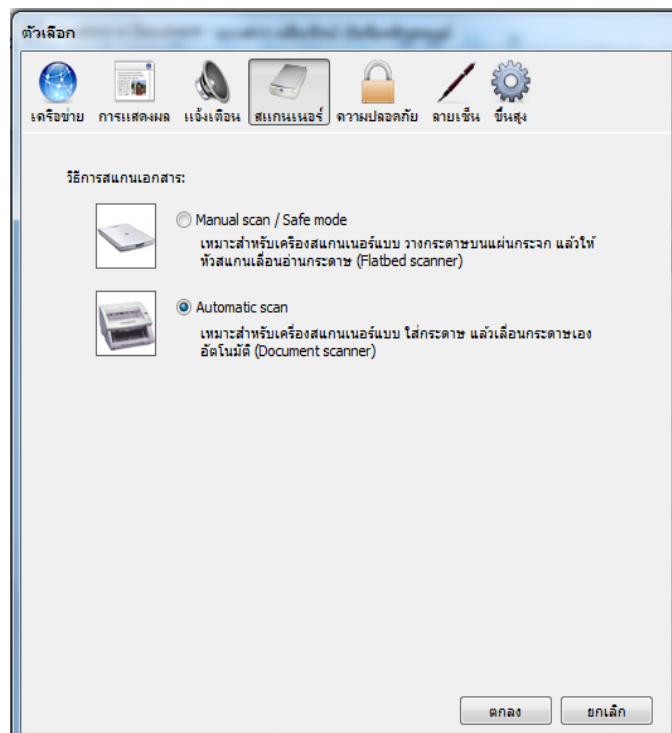 ตัวเลือก
เครือข่าย การแสดงผล แจ้งเตือน สแกนเนอร์ ความปลอดภัย ลายเซ็น ขั้นสูง
วิธีการสแกนเอกสาร:
Manual scan / Safe mode
เหมาะสำหรับเครื่องสแกนเนอร์แบบ วางกระดาษบนแผ่นกระจก แล้วให้
หัวสแกนเลื่อนอ่านกระดาษ (Flatbed scanner)
Automatic scan
เหมาะสำหรับเครื่องสแกนเนอร์แบบ ใส่กระดาษ แล้วเลื่อนกระดาษเอง
อัตโนมัติ (Document scanner)
ตกลง ยกเลิก